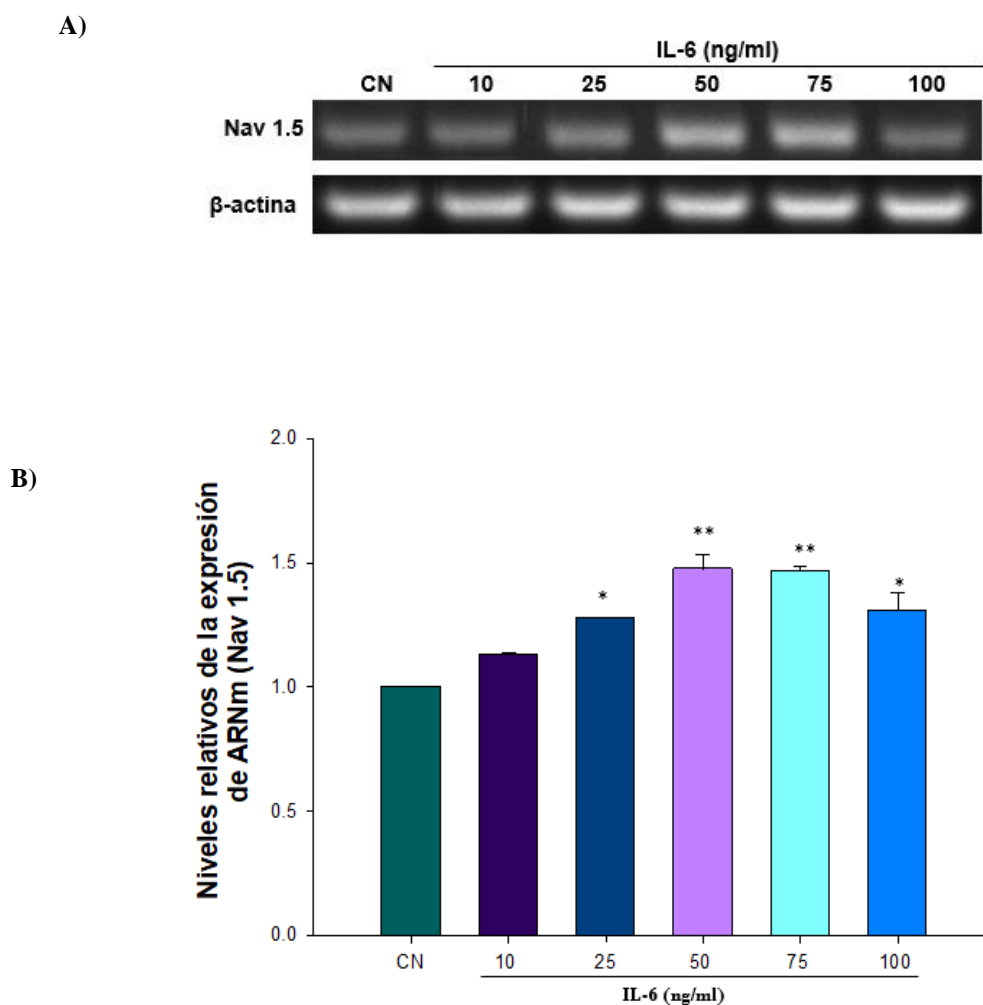 A)
IL-6 (ng/ml)
CN 10 25 50 75 100
Nav 1.5
β-actina
B)
Niveles relativos de la expresión
de ARNm (Nav 1.5)
2.0
1.5
1.0
0.5
0.0
* ** ** *
CN 10 25 50 75 100
IL-6 (ng/ml)